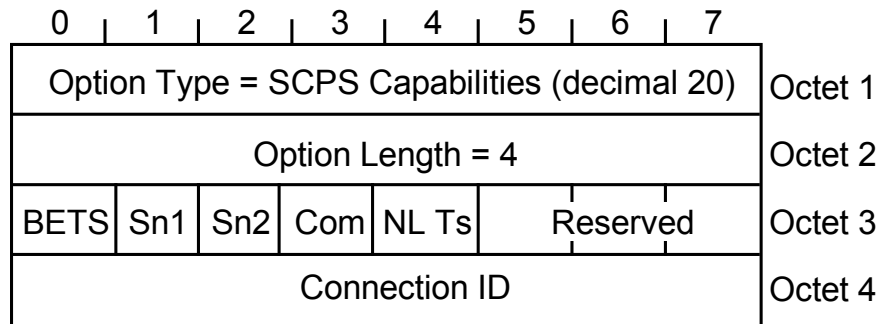 0 1 2 3 4 5 6 7
Option Type = SCPS Capabilities (decimal 20) Octet 1
Option Length = 4 Octet 2
BETS Sn1 Sn2 Com NL Ts Reserved Octet 3
Connection ID Octet 4